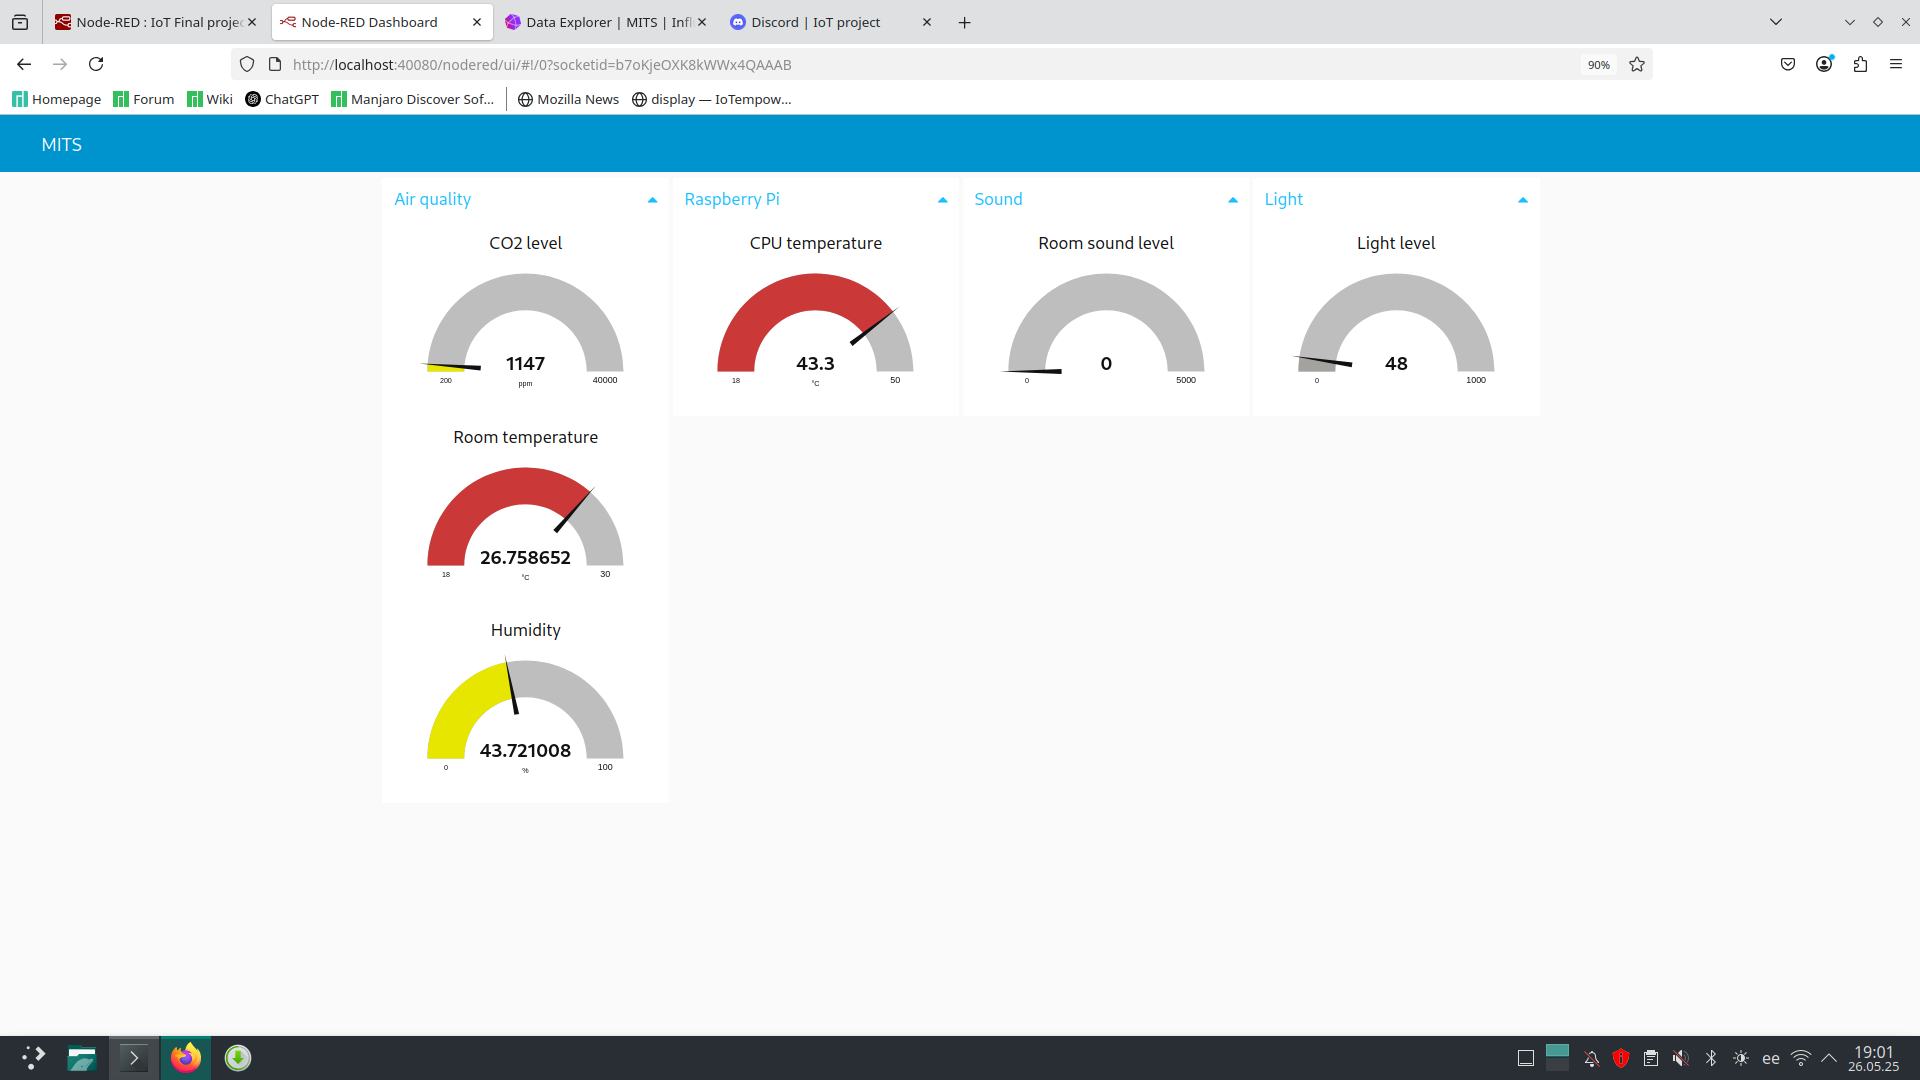 Node-RED : IoT Final projec
Node-RED Dashboard
Data Explorer | MITS | Infl
Discord | IoT project
http://localhost:40080/nodered/ui/#!/0?socketid=b7oKjeOXK8kWWx4QAAAB
90%
Homepage
Forum
Wiki
ChatGPT
Manjaro Discover Sof...
Mozilla News
display — IoTempow...
MITS
Air quality
CO2 level
1147
ppm
200
40000
Room temperature
26.758652
°C
18
30
Humidity
43.721008
%
0
100
Raspberry Pi
CPU temperature
43.3
°C
18
50
Sound
Room sound level
0
0
5000
Light
Light level
48
0
1000
ee
19:01
26.05.25